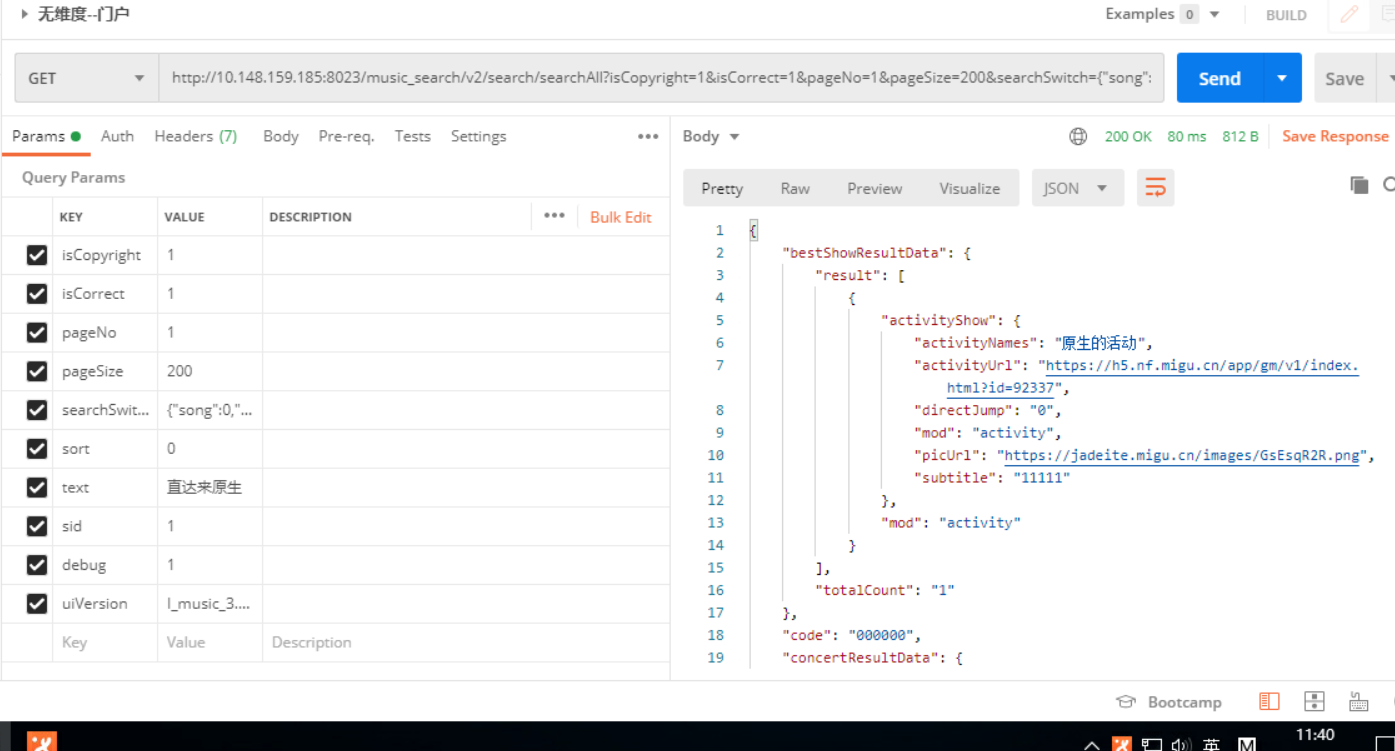 无维度--门户
Examples 0 BUILD
GET http://10.148.159.185:8023/music_search/v2/search/searchAll?isCopyright=1&isCorrect=1&pageNo=1&pageSize=200&searchSwitch={"song": Send Save
Params Auth Headers (7) Body Pre-req. Tests Settings ••• Body 200 OK 80 ms 812 B Save Response
Query Params
KEY VALUE DESCRIPTION ••• Bulk Edit
isCopyright 1
isCorrect 1
pageNo 1
pageSize 200
searchSwit... {"song":0,"...
sort 0
text 直达来原生
sid 1
debug 1
uiVersion I_music_3....
Key Value Description
Pretty Raw Preview Visualize JSON
1 {
2 "bestShowResultData": {
3 "result": [
4 {
5 "activityShow": {
6 "activityNames": "原生的活动",
7 "activityUrl": "https://h5.nf.migu.cn/app/gm/v1/index.
html?id=92337",
8 "directJump": "0",
9 "mod": "activity",
10 "picUrl": "https://jadeite.migu.cn/images/GsEsqR2R.png",
11 "subtitle": "11111"
12 },
13 "mod": "activity"
14 }
15 ],
16 "totalCount": "1"
17 },
18 "code": "000000",
19 "concertResultData": {
Bootcamp
英 M 11:40